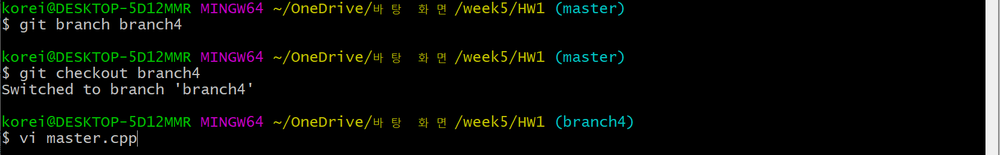 korei@DESKTOP-5D12MMR MINGW64 ~/OneDrive/바탕 화면/week5/HW1 (master)
$ git branch branch4
korei@DESKTOP-5D12MMR MINGW64 ~/OneDrive/바탕 화면/week5/HW1 (master)
$ git checkout branch4
Switched to branch 'branch4'
korei@DESKTOP-5D12MMR MINGW64 ~/OneDrive/바탕 화면/week5/HW1 (branch4)
$ vi master.cpp